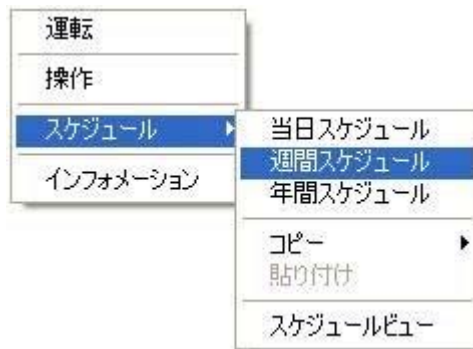 運転
操作
スケジュール
インフォメーション
当日スケジュール
週間スケジュール
年間スケジュール
コピー
貼り付け
スケジュールビュー